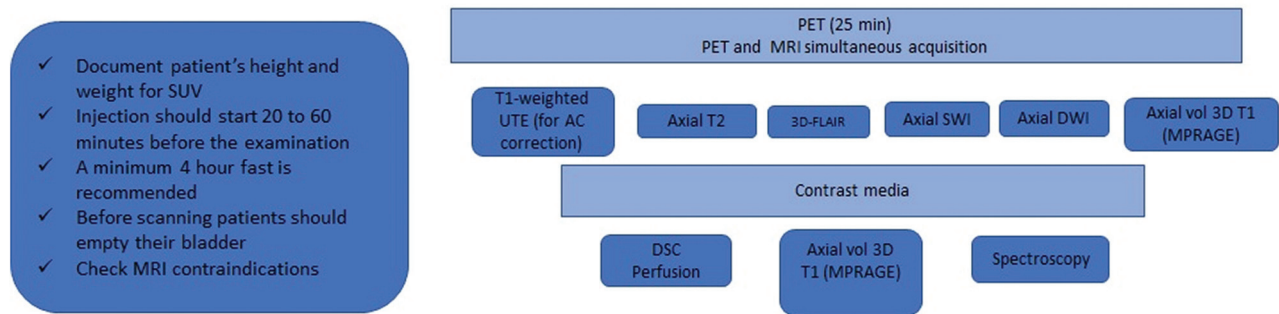 ✓ Document patient's height and
weight for SUV
✓ Injection should start 20 to 60
minutes before the examination
✓ A minimum 4 hour fast is
recommended
✓ Before scanning patients should
empty their bladder
✓ Check MRI contraindications
PET (25 min)
PET and MRI simultaneous acquisition
T1-weighted
UTE (for AC
correction)
Axial T2
3D-FLAIR
Axial SWI
Axial DWI
Axial vol 3D T1
(MPRAGE)
Contrast media
DSC
Perfusion
Axial vol 3D
T1 (MPRAGE)
Spectroscopy